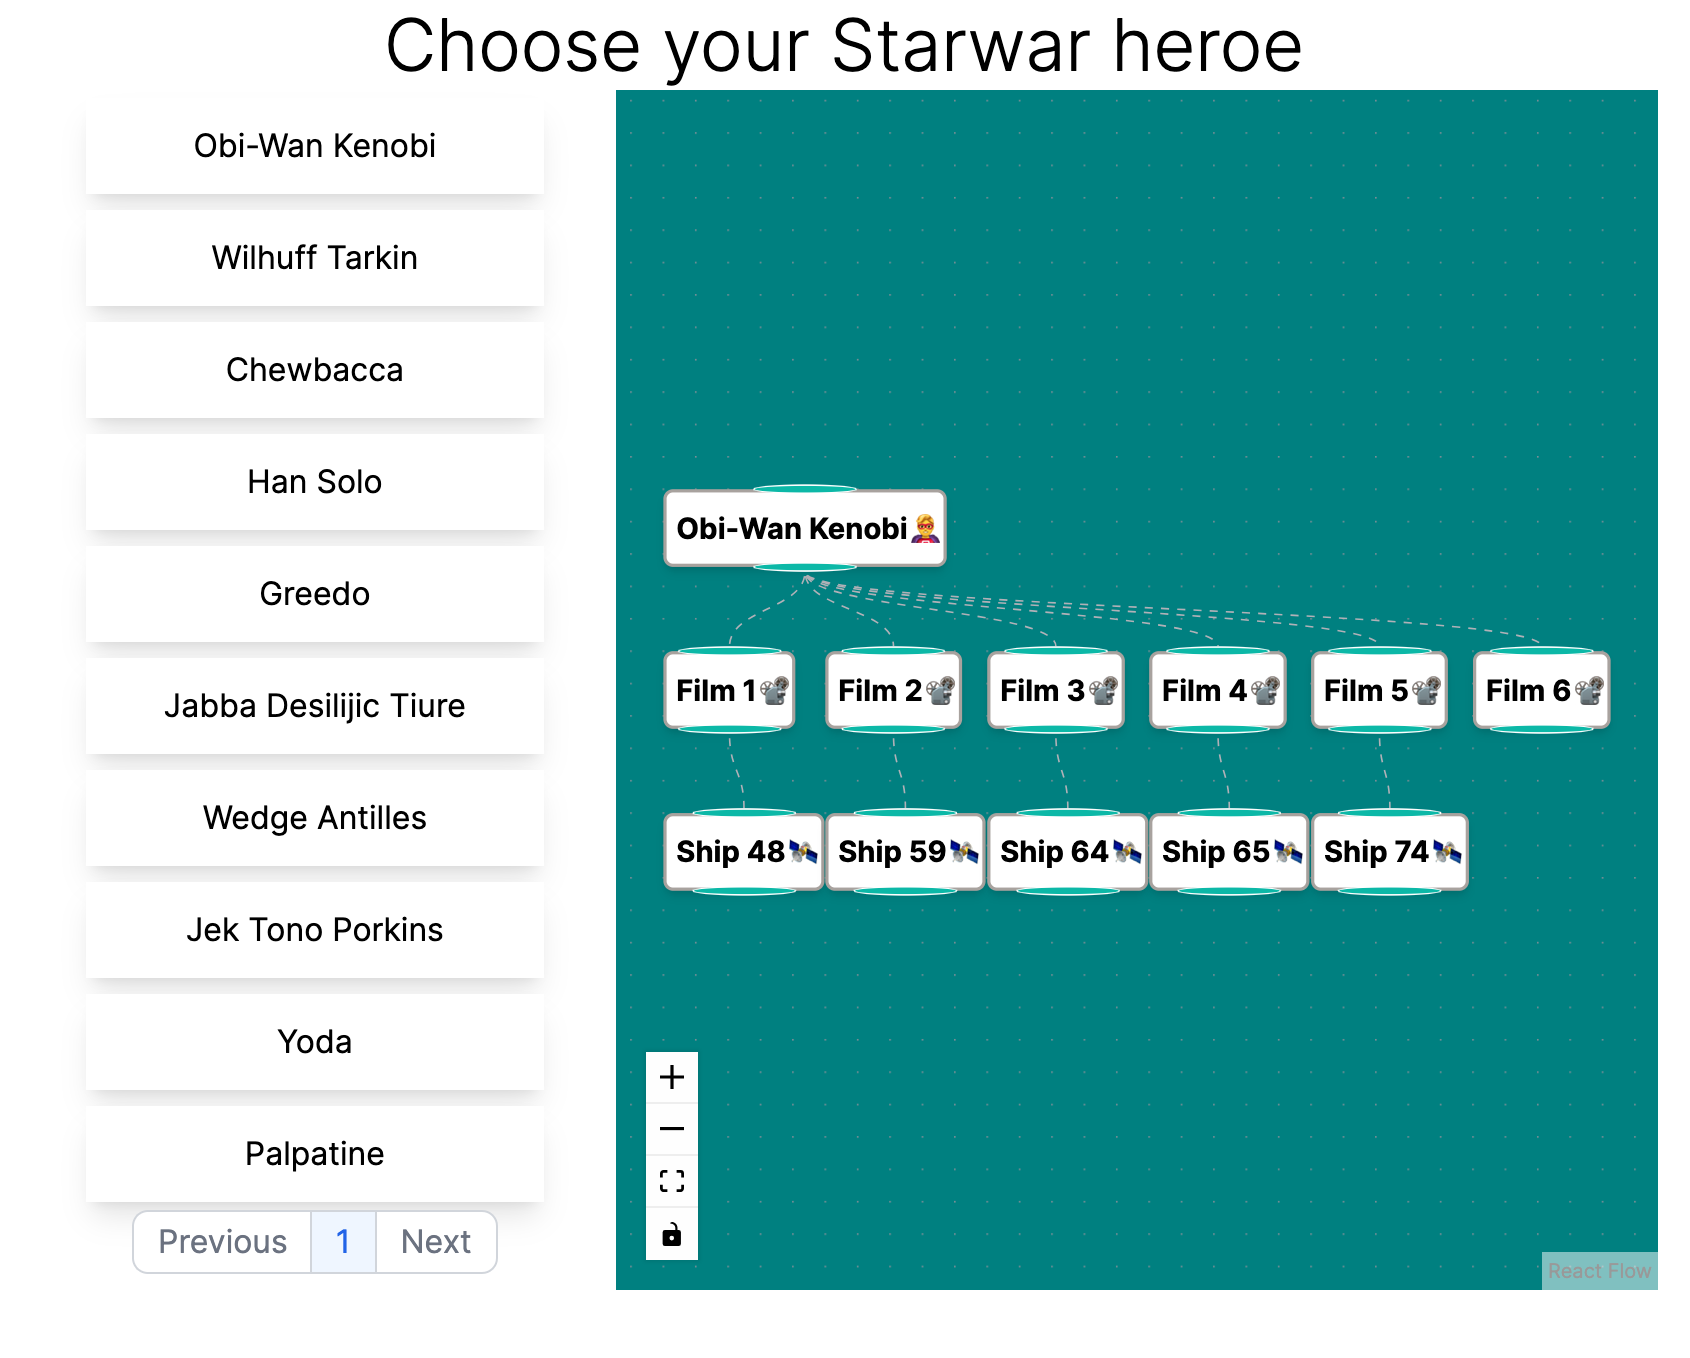 Choose your Starwar heroe
Obi-Wan Kenobi
Wilhuff Tarkin
Chewbacca
Han Solo
Greedo
Jabba Desilijic Tiure
Wedge Antilles
Jek Tono Porkins
Yoda
Palpatine
Previous 1 Next
Obi-Wan Kenobi
Film 1 Film 2 Film 3 Film 4 Film 5 Film 6
Ship 48 Ship 59 Ship 64 Ship 65 Ship 74
React Flow